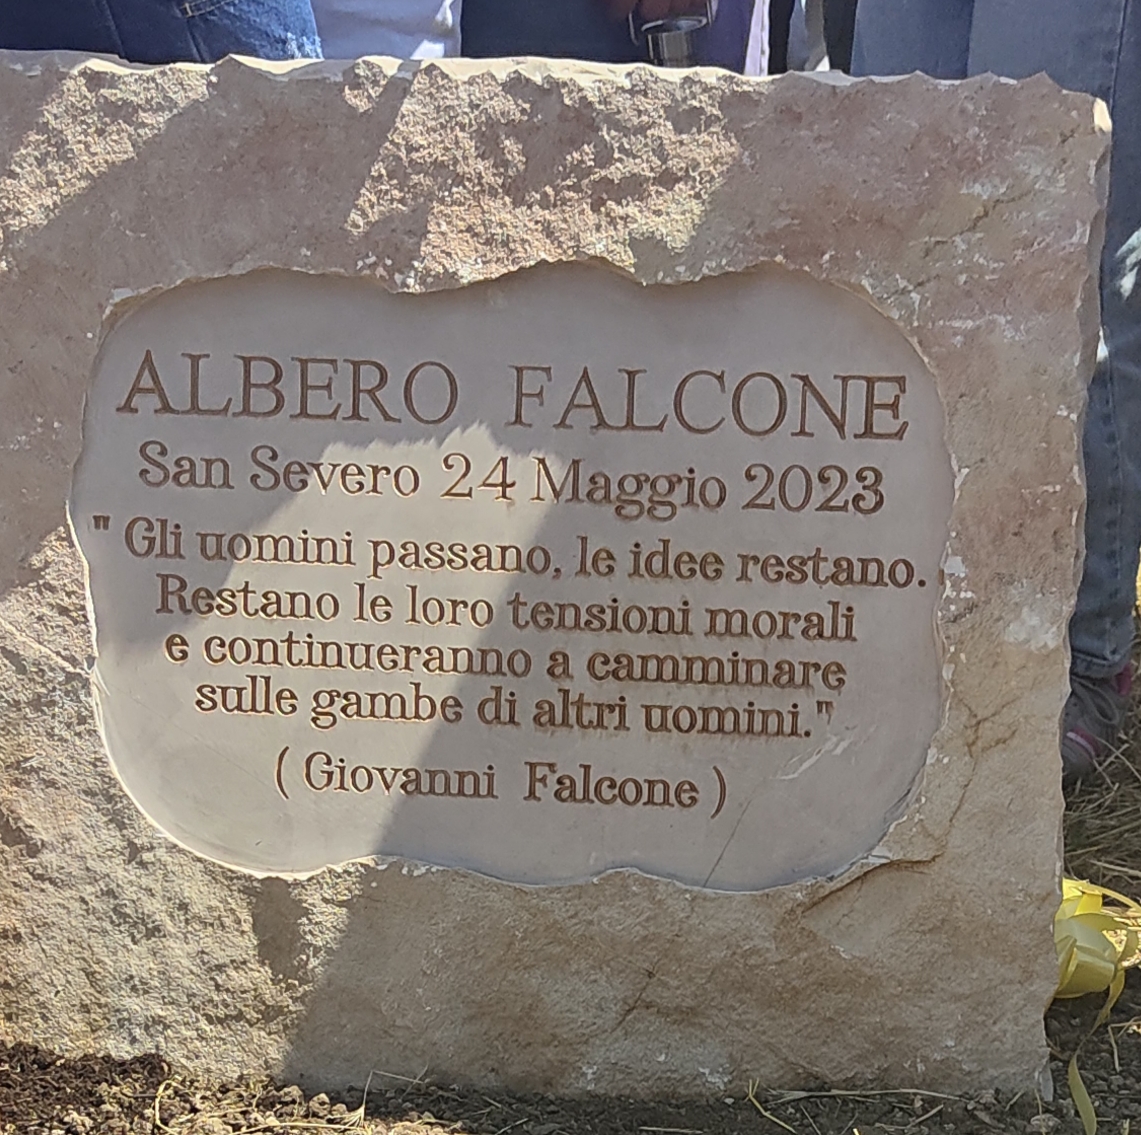 ALBERO FALCONE
San Severo 24 Maggio 2023
" Gli uomini passano, le idee restano.
Restano le loro tensioni morali
e continueranno a camminare
sulle gambe di altri uomini."
( Giovanni Falcone )